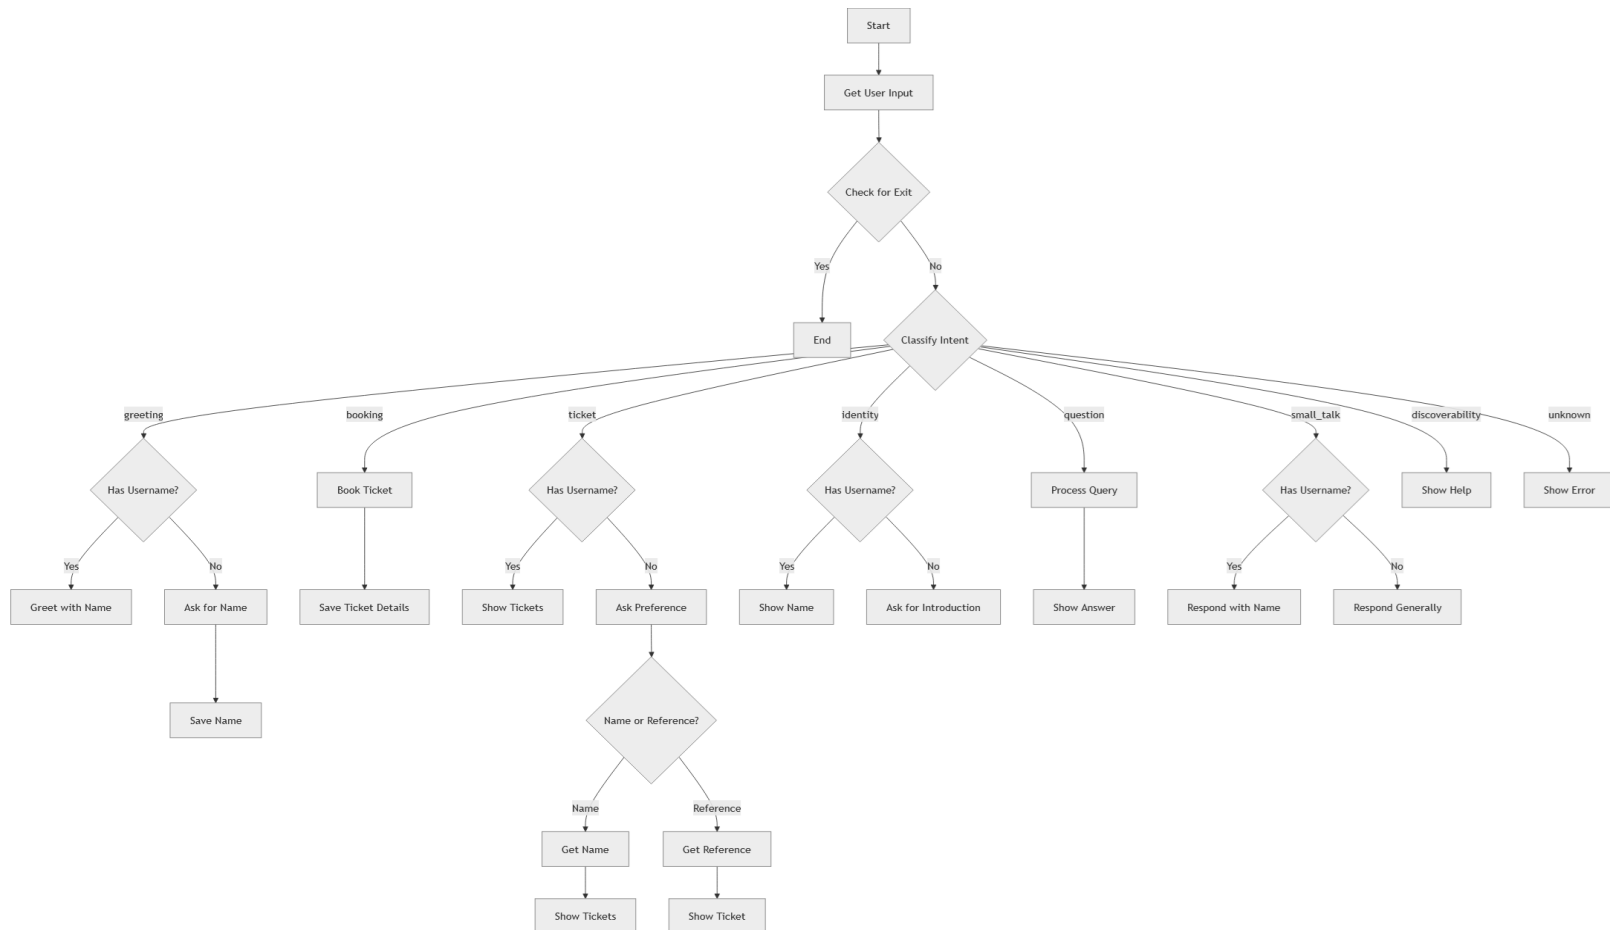 Start
Get User Input
Check for Exit
Yes
No
End
Classify Intent
greeting
booking
ticket
identity
question
small_talk
discoverability
unknown
Has Username?
Book Ticket
Has Username?
Has Username?
Process Query
Has Username?
Show Help
Show Error
Yes
No
Yes
No
Yes
No
Yes
No
Greet with Name
Ask for Name
Save Ticket Details
Show Tickets
Ask Preference
Show Name
Ask for Introduction
Show Answer
Respond with Name
Respond Generally
Save Name
Name or Reference?
Name
Reference
Get Name
Get Reference
Show Tickets
Show Ticket